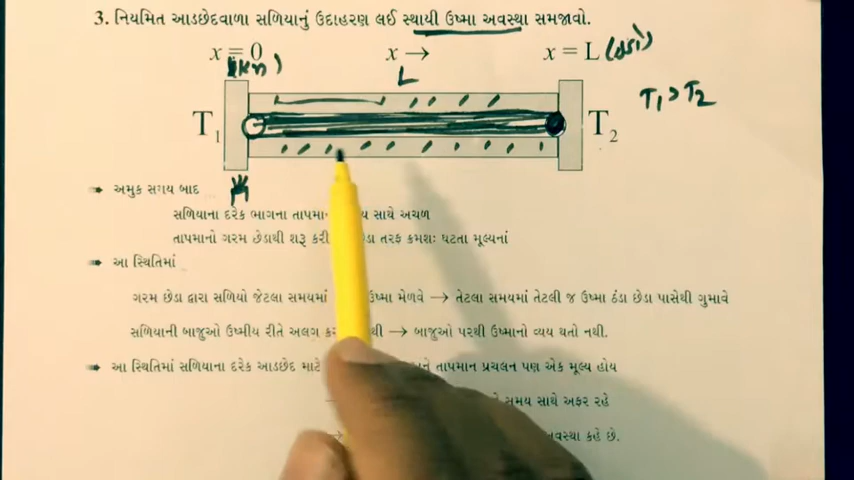 3. નિયમિત આડછેદવાળા સળિયાનું ઉદાહરણ લઈ સ્થાયી ઉષ્મા અવસ્થા સમજાવો.
x = 0 x → x = L
L
T₁ T₂ T₁ > T₂
અમુક સમય બાદ
સળિયાના દરેક ભાગના તાપમાન સાથે અચળ
તાપમાનો ગરમ છેડાથી શરૂ કરી તરફ ક્રમશઃ ઘટતા મૂલ્યનાં
આ સ્થિતિમાં
ગરમ છેડા દ્વારા સળિયો જેટલા સમયમાં ઉષ્મા મેળવે → તેટલા સમયમાં તેટલી જ ઉષ્મા ઠંડા છેડા પાસેથી ગુમાવે
સળિયાની બાજુઓ ઉષ્મીય રીતે અલગ → બાજુઓ પરથી ઉષ્માનો વ્યય થતો નથી.
આ સ્થિતિમાં સળિયાના દરેક આડછેદ માટે તાપમાન પ્રચલન પણ એક મૂલ્ય હોય
સમય સાથે અફર રહે
કહે છે.